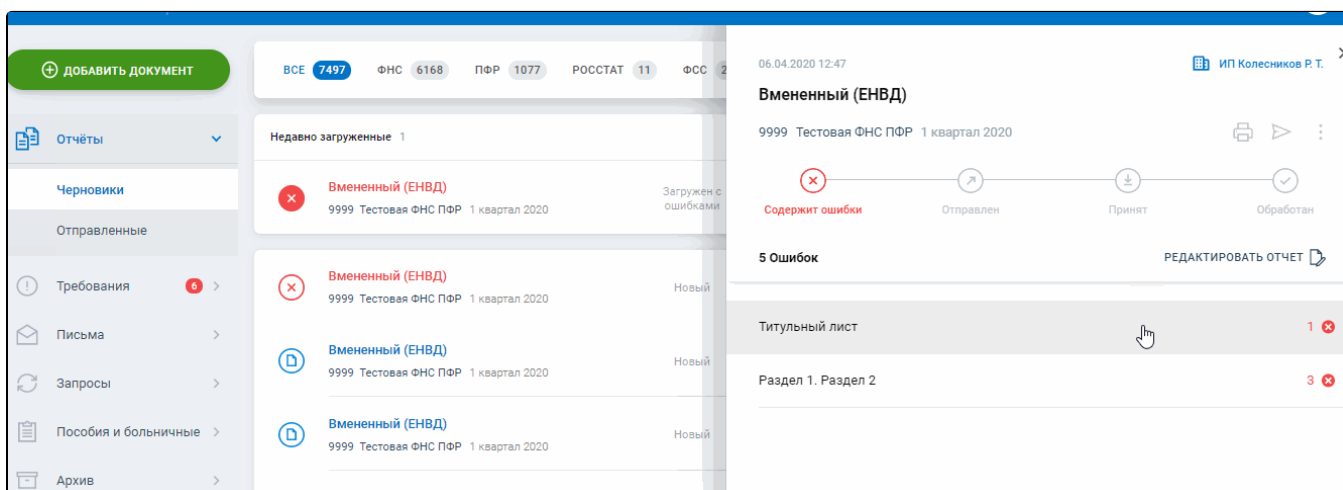 ДОБАВИТЬ ДОКУМЕНТ
Отчёты
Черновики
Отправленные
Требования 6
Письма
Запросы
Пособия и больничные
Архив
ВСЕ 7497 ФНС 6168 ПФР 1077 РОССТАТ 11 ФСС 2
Недавно загруженные 1
Вмененный (ЕНВД)
9999 Тестовая ФНС ПФР 1 квартал 2020
Загружен с
ошибками
Вмененный (ЕНВД)
9999 Тестовая ФНС ПФР 1 квартал 2020
Новый
Вмененный (ЕНВД)
9999 Тестовая ФНС ПФР 1 квартал 2020
Новый
Вмененный (ЕНВД)
9999 Тестовая ФНС ПФР 1 квартал 2020
Новый
06.04.2020 12:47
ИП Колесников Р. Т.
Вмененный (ЕНВД)
9999 Тестовая ФНС ПФР 1 квартал 2020
Содержит ошибки Отправлен Принят Обработан
5 Ошибок
РЕДАКТИРОВАТЬ ОТЧЕТ
Титульный лист 1
Раздел 1. Раздел 2 3